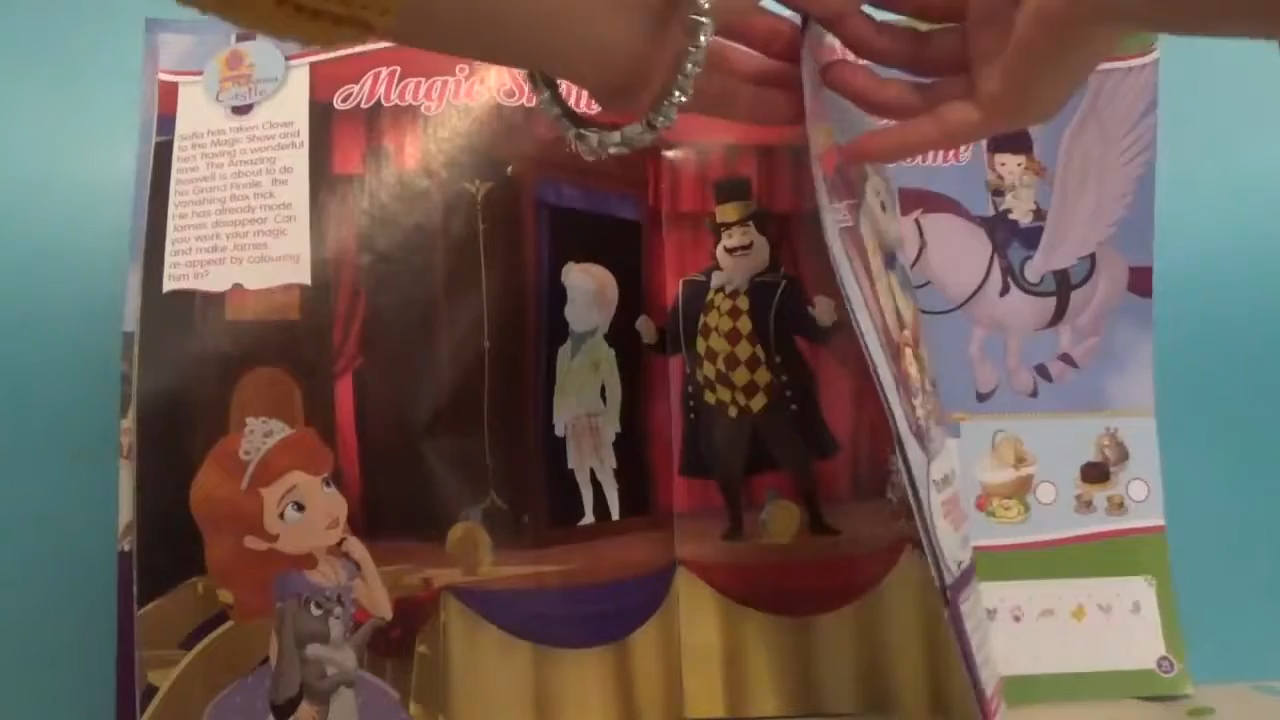 Castle
Magic Sh
Sofia has taken Clover
to the Magic Show and
he's having a wonderful
time. The Amazing
Boswell is about to do
his Grand Finale...the
Vanishing Box trick.
He has already made
James disappear. Can
you work your magic
and make James
re-appear by colouring
him in?